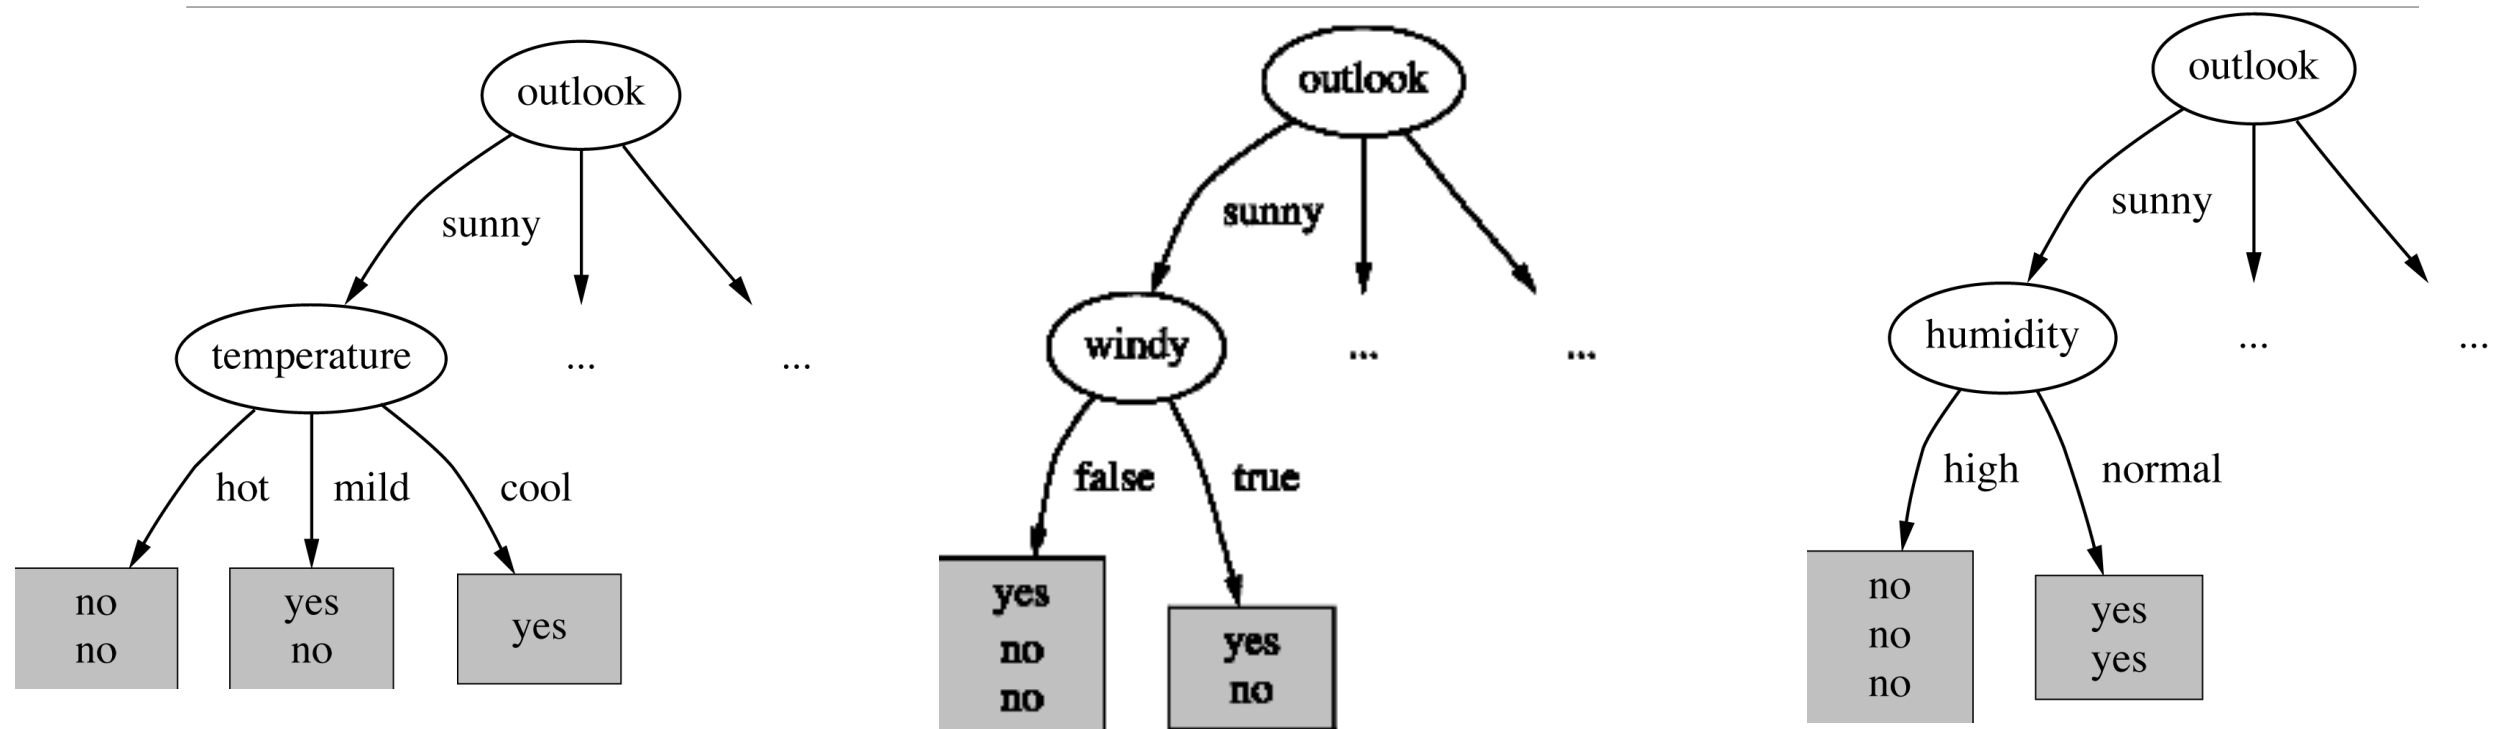 outlook
sunny
temperature
...
...
hot
mild
cool
no
no
yes
no
yes
outlook
sunny
windy
...
...
false
true
yes
no
no
yes
no
outlook
sunny
humidity
...
...
high
normal
no
no
no
yes
yes